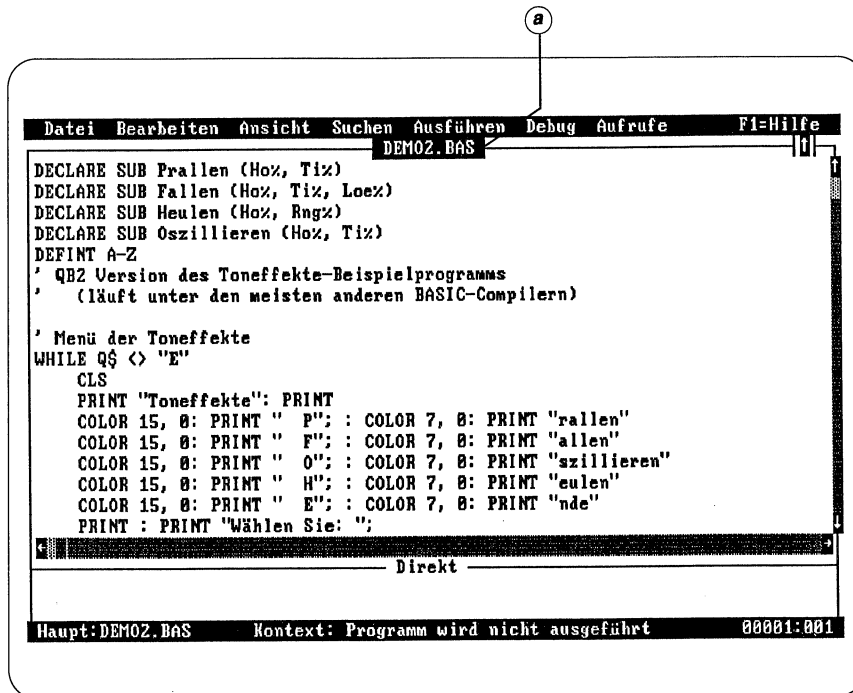 a
Datei Bearbeiten Ansicht Suchen Ausführen Debug Aufrufe F1=Hilfe
DEMO2.BAS
DECLARE SUB Prallen (Ho%, Ti%)
DECLARE SUB Fallen (Ho%, Ti%, Loe%)
DECLARE SUB Heulen (Ho%, Rng%)
DECLARE SUB Oszillieren (Ho%, Ti%)
DEFINT A-Z
' QB2 Version des Toneffekte-Beispielprogramms
'   (läuft unter den meisten anderen BASIC-Compilern)
' Menü der Toneffekte
WHILE Q$ <> "E"
CLS
PRINT "Toneffekte": PRINT
COLOR 15, 0: PRINT "  P"; : COLOR 7, 0: PRINT "rallen"
COLOR 15, 0: PRINT "  F"; : COLOR 7, 0: PRINT "allen"
COLOR 15, 0: PRINT "  O"; : COLOR 7, 0: PRINT "szillieren"
COLOR 15, 0: PRINT "  H"; : COLOR 7, 0: PRINT "eulen"
COLOR 15, 0: PRINT "  E"; : COLOR 7, 0: PRINT "nde"
PRINT : PRINT "Wählen Sie: ";
Direkt
Haupt:DEMO2.BAS Kontext: Programm wird nicht ausgeführt 00001:001